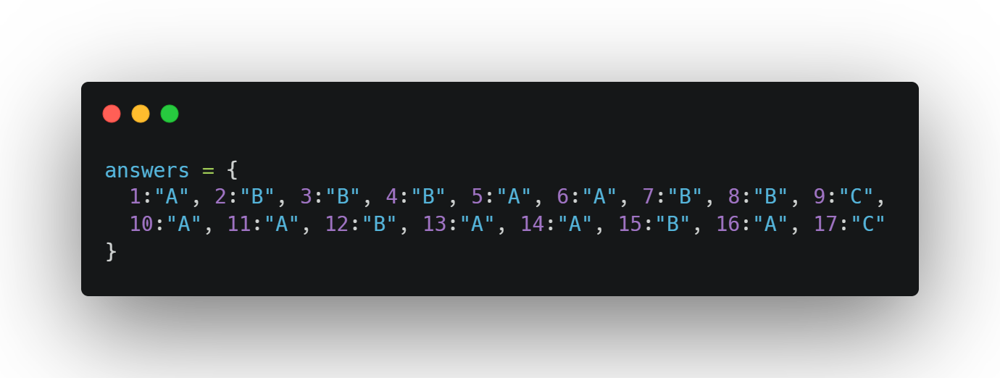 answers = {
  1:"A", 2:"B", 3:"B", 4:"B", 5:"A", 6:"A", 7:"B", 8:"B", 9:"C",
  10:"A", 11:"A", 12:"B", 13:"A", 14:"A", 15:"B", 16:"A", 17:"C"
}